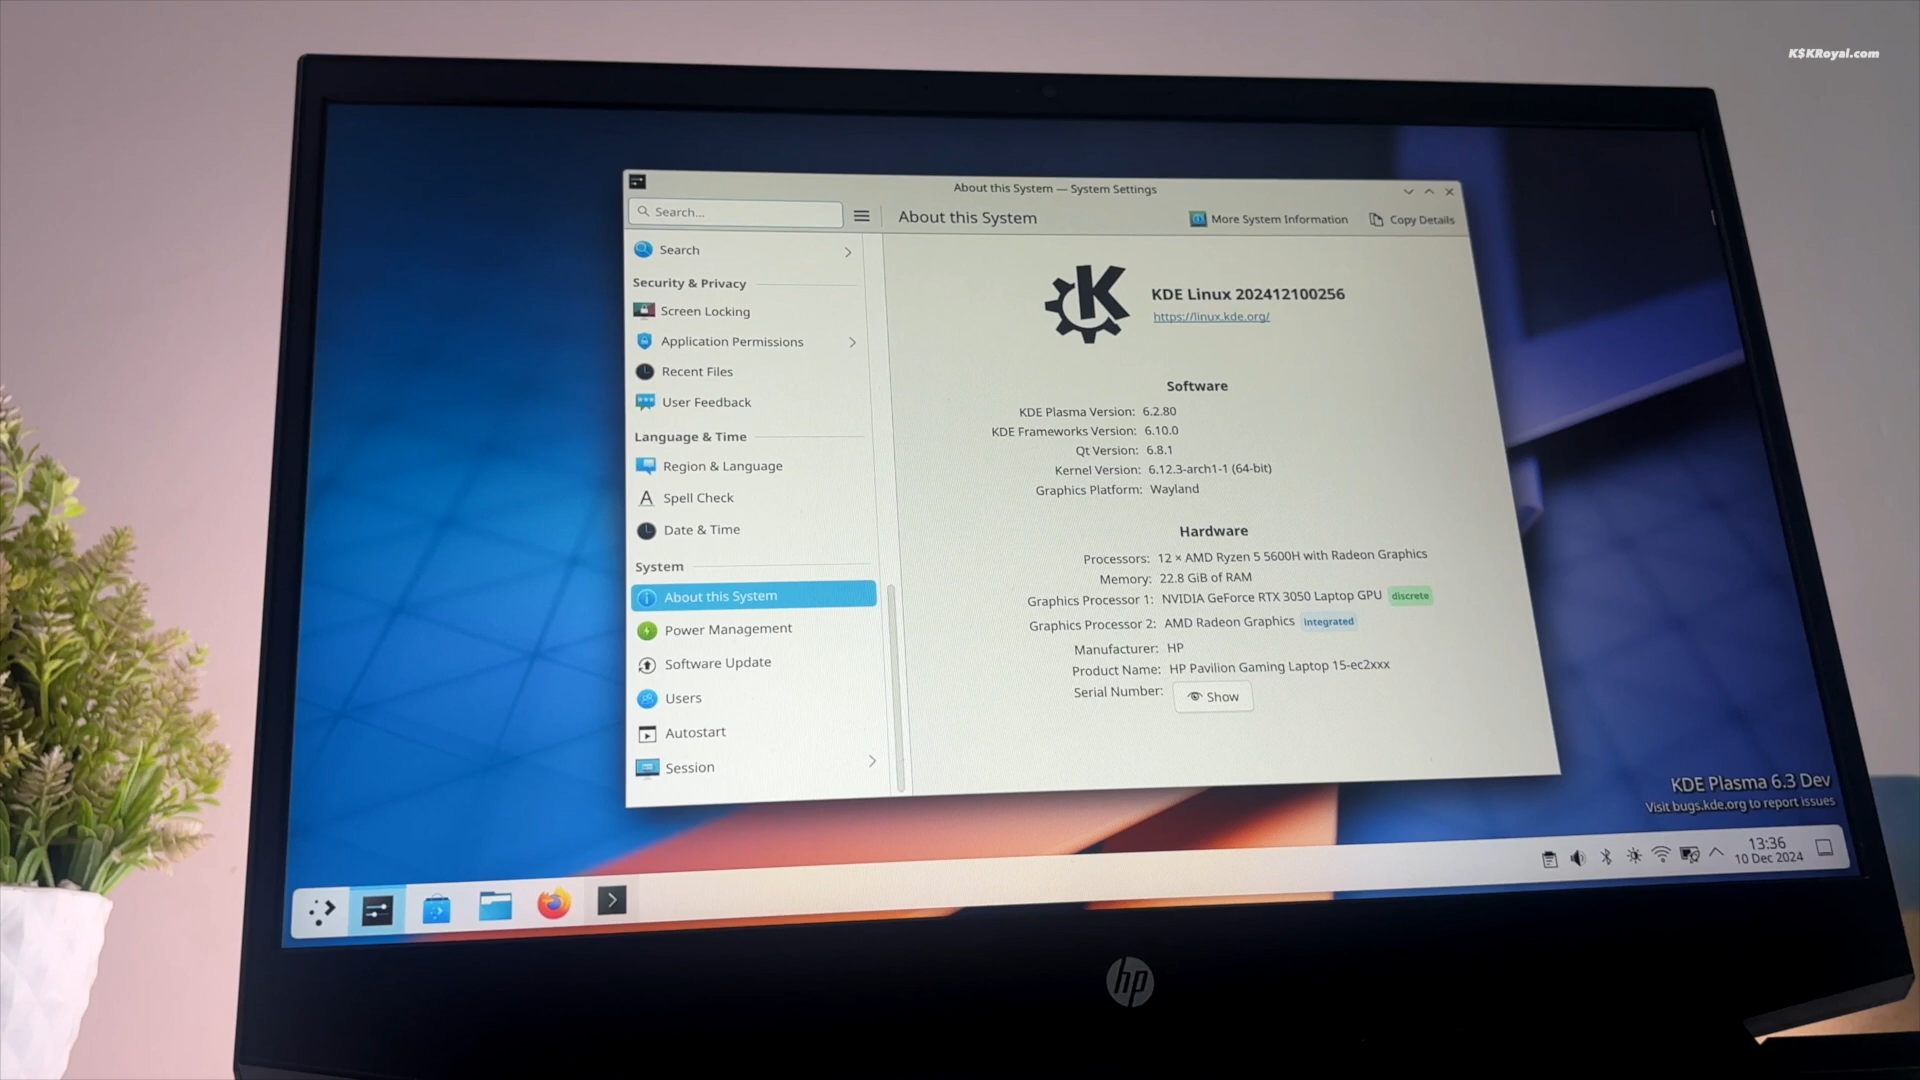 K$KRoyal.com
About this System — System Settings
Search...
About this System
More System Information
Copy Details
Search
Security & Privacy
Screen Locking
Application Permissions
Recent Files
User Feedback
Language & Time
Region & Language
Spell Check
Date & Time
System
About this System
Power Management
Software Update
Users
Autostart
Session
KDE Linux 202412100256
https://linux.kde.org/
Software
KDE Plasma Version: 6.2.80
KDE Frameworks Version: 6.10.0
Qt Version: 6.8.1
Kernel Version: 6.12.3-arch1-1 (64-bit)
Graphics Platform: Wayland
Hardware
Processors: 12 × AMD Ryzen 5 5600H with Radeon Graphics
Memory: 22.8 GiB of RAM
Graphics Processor 1: NVIDIA GeForce RTX 3050 Laptop GPU discrete
Graphics Processor 2: AMD Radeon Graphics integrated
Manufacturer: HP
Product Name: HP Pavilion Gaming Laptop 15-ec2xxx
Serial Number: Show
KDE Plasma 6.3 Dev
Visit bugs.kde.org to report issues
13:36
10 Dec 2024
hp